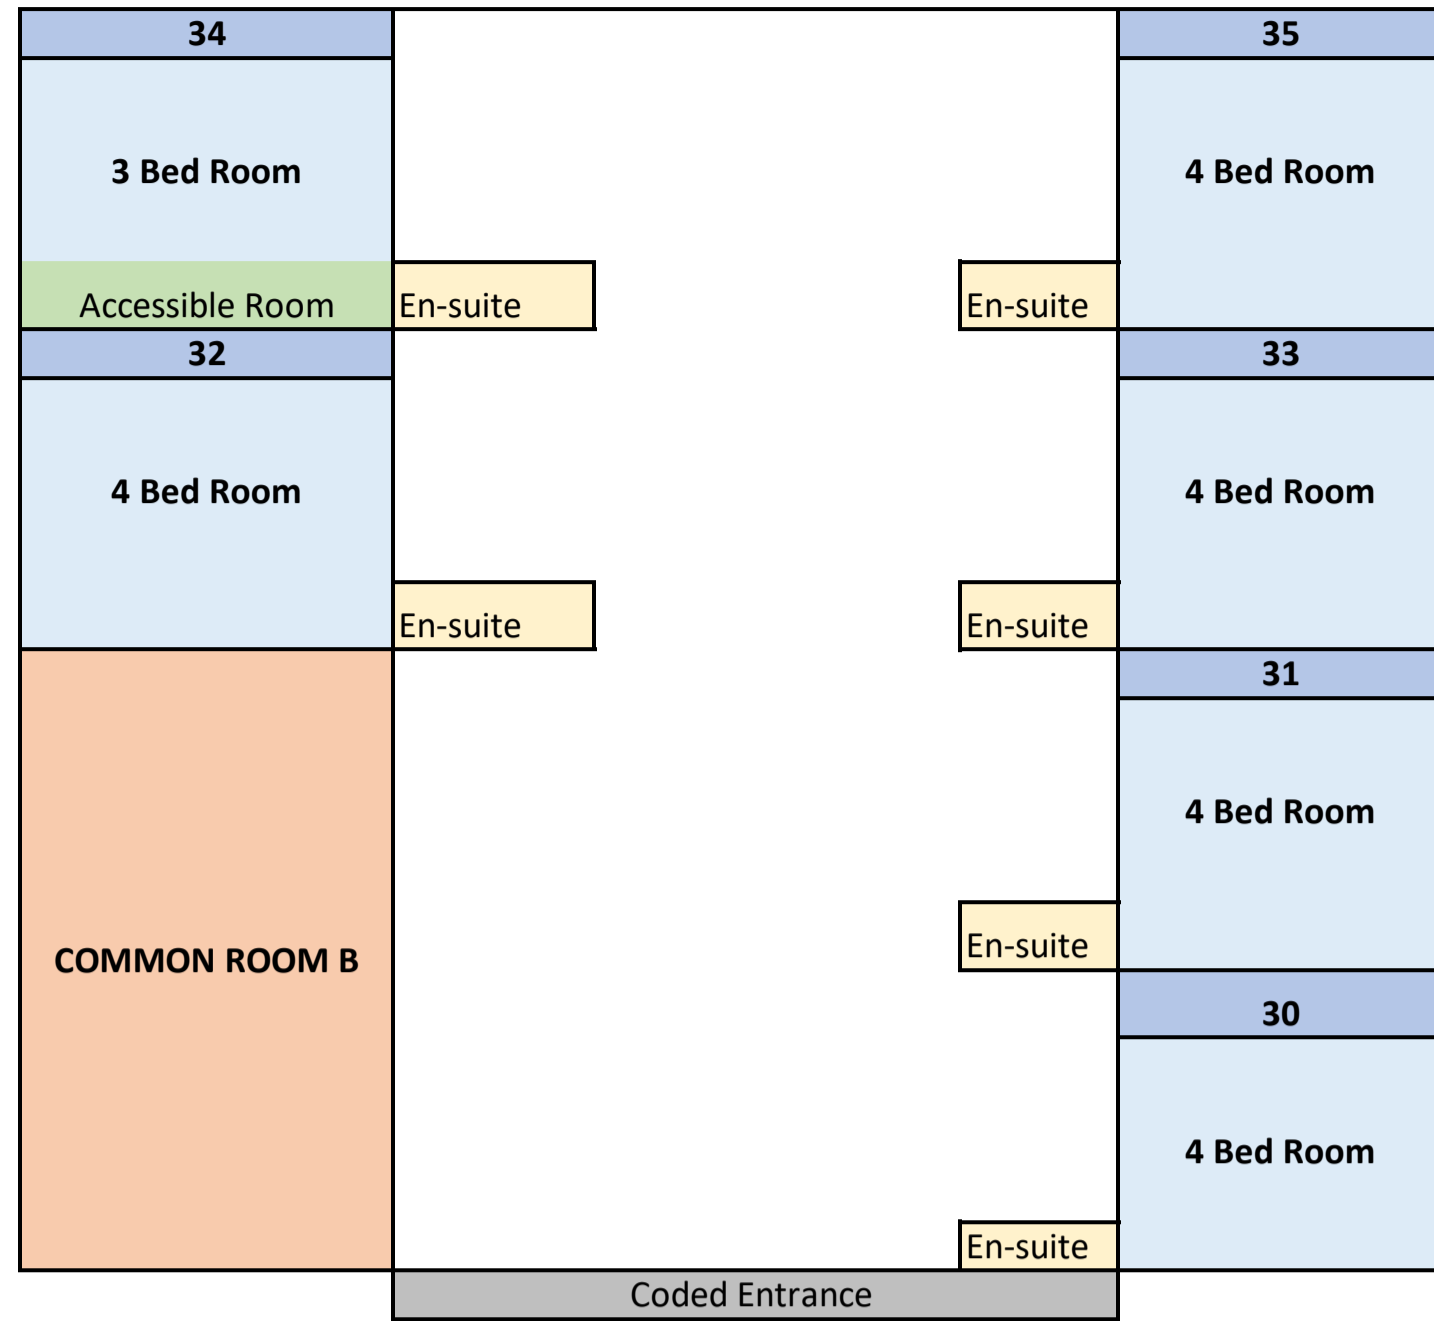 34
35
3 Bed Room
4 Bed Room
Accessible Room
En-suite
En-suite
32
33
4 Bed Room
4 Bed Room
En-suite
En-suite
31
4 Bed Room
COMMON ROOM B
En-suite
30
4 Bed Room
En-suite
Coded Entrance